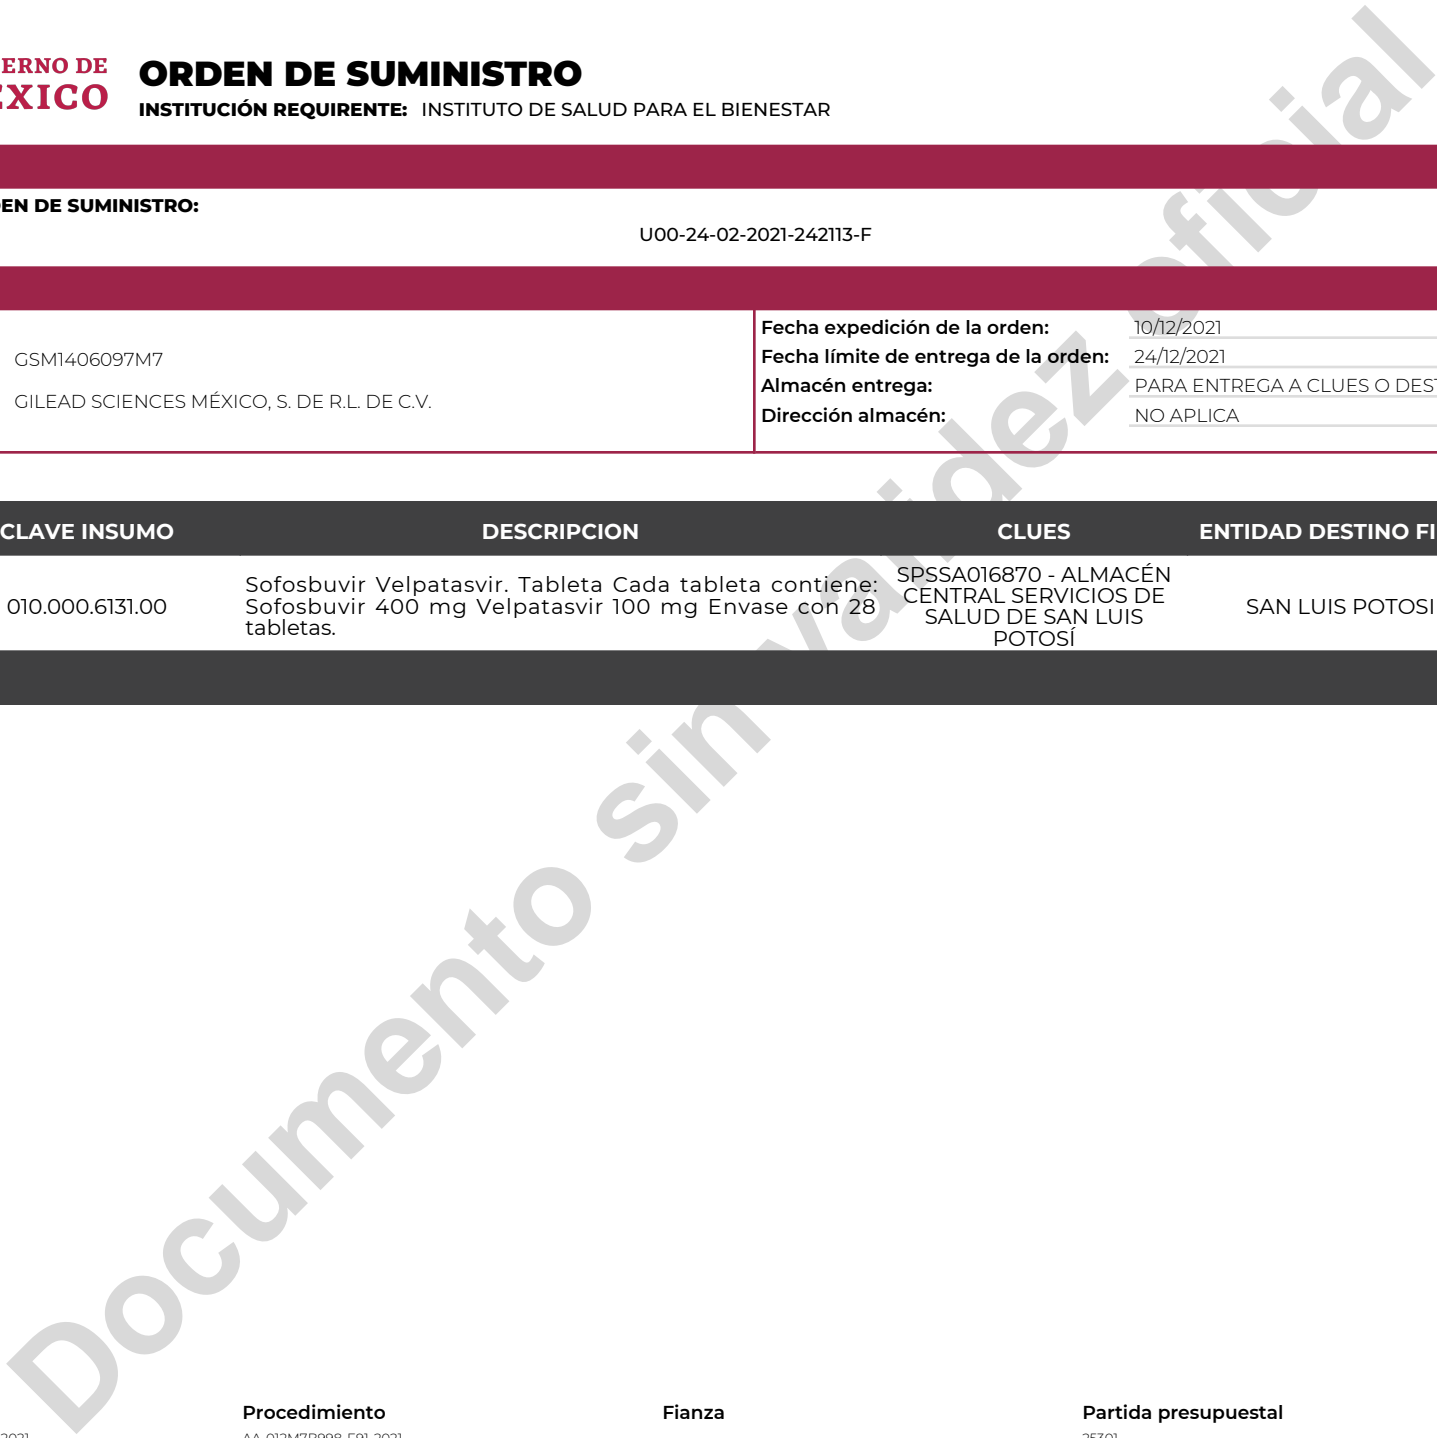 ERNO DE
ÉXICO
ORDEN DE SUMINISTRO
INSTITUCIÓN REQUIRENTE: INSTITUTO DE SALUD PARA EL BIENESTAR
EN DE SUMINISTRO:
U00-24-02-2021-242113-F
GSM1406097M7
GILEAD SCIENCES MÉXICO, S. DE R.L. DE C.V.
Fecha expedición de la orden: 10/12/2021
Fecha límite de entrega de la orden: 24/12/2021
Almacén entrega: PARA ENTREGA A CLUES O DEST
Dirección almacén: NO APLICA
CLAVE INSUMO DESCRIPCION CLUES ENTIDAD DESTINO FI
010.000.6131.00
Sofosbuvir Velpatasvir. Tableta Cada tableta contiene:
Sofosbuvir 400 mg Velpatasvir 100 mg Envase con 28
tabletas.
SPSSA016870 - ALMACÉN
CENTRAL SERVICIOS DE
SALUD DE SAN LUIS
POTOSÍ
SAN LUIS POTOSI
Documento sin validez oficial
Procedimiento Fianza Partida presupuestal